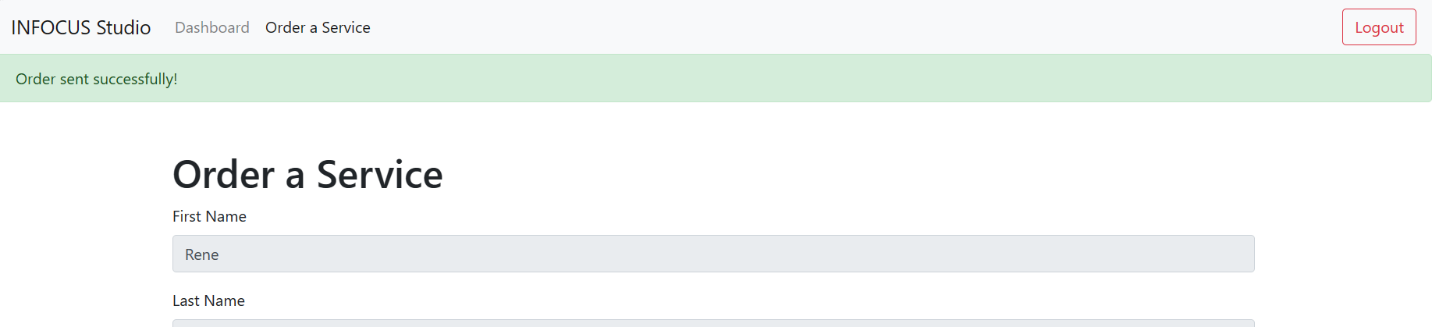 INFOCUS Studio Dashboard Order a Service Logout
Order sent successfully!
Order a Service
First Name
Rene
Last Name